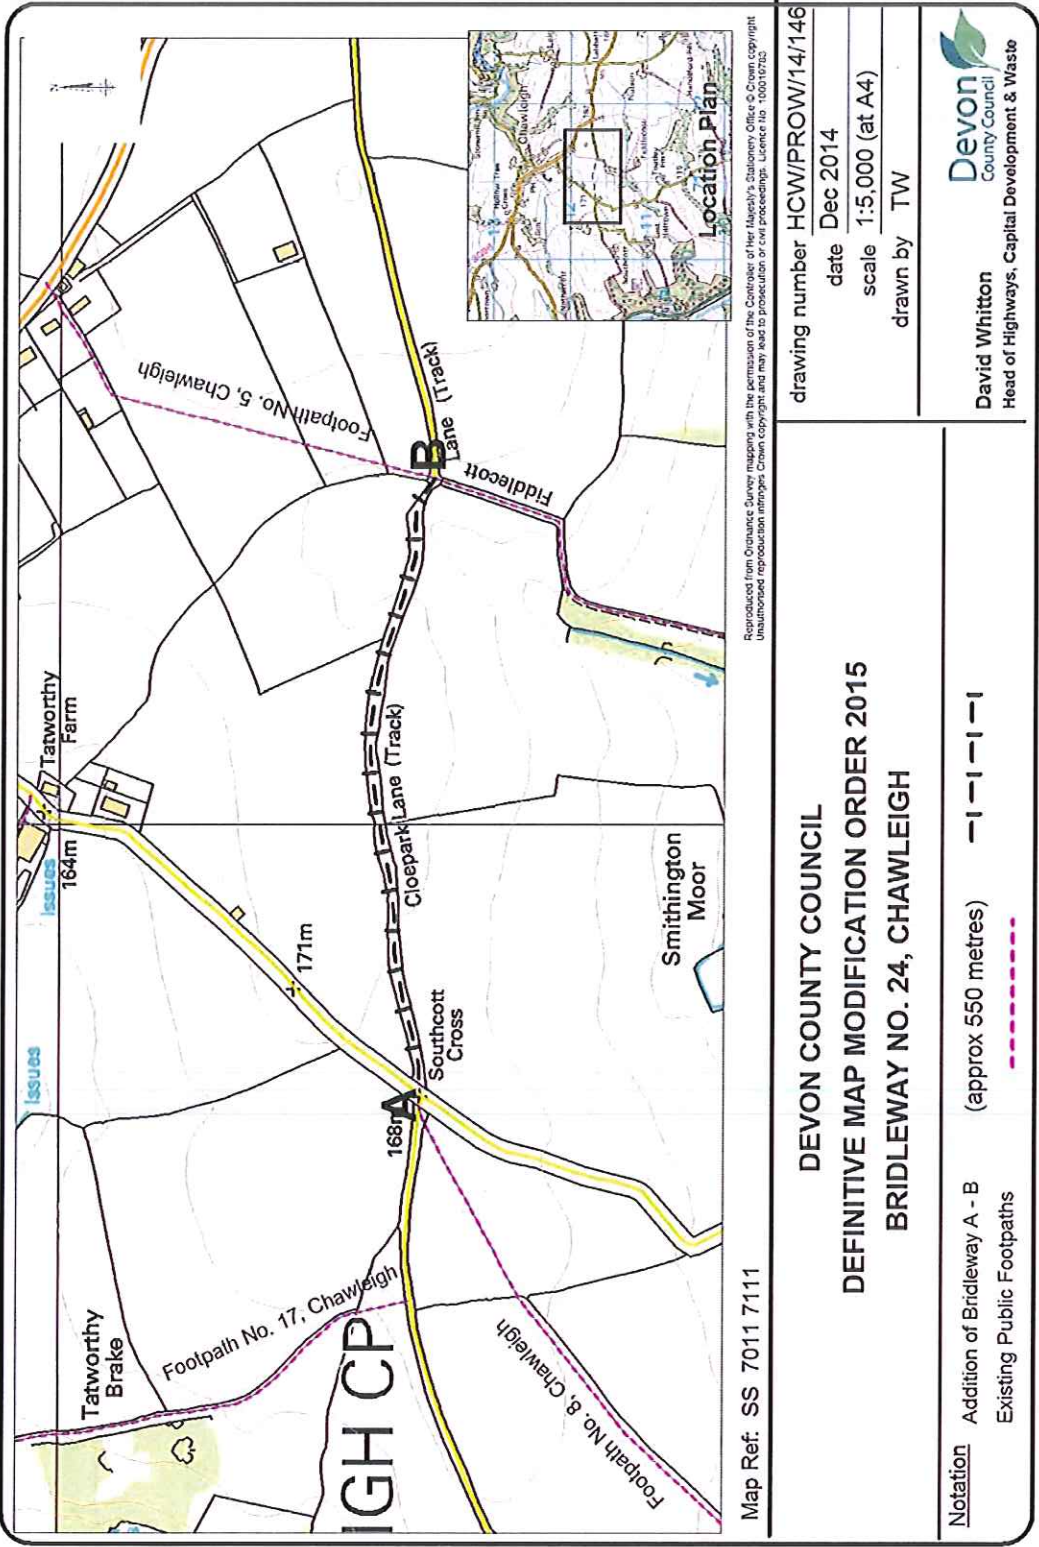 N
Issues
Issues
Tatworthy
Farm
164m
171m
Tatworthy
Brake
Footpath No. 17, Chawleigh
IGH CP
168m
A
Southcott
Cross
Cloepark Lane (Track)
B
Fiddlecott
Lane (Track)
Footpath No. 5, Chawleigh
Footpath No. 8, Chawleigh
Smithington
Moor
Chawleigh
Location Plan
Map Ref: SS 7011 7111
Reproduced from Ordnance Survey mapping with the permission of the Controller of Her Majesty's Stationery Office © Crown copyright
Unauthorised reproduction infringes Crown copyright and may lead to prosecution or civil proceedings. Licence No. 100019783
DEVON COUNTY COUNCIL
DEFINITIVE MAP MODIFICATION ORDER 2015
BRIDLEWAY NO. 24, CHAWLEIGH
drawing number HCW/PROW/14/146
date Dec 2014
scale 1:5,000 (at A4)
drawn by TW
Notation
Addition of Bridleway A - B (approx 550 metres)
Existing Public Footpaths
David Whitton
Head of Highways, Capital Development & Waste
Devon
County Council